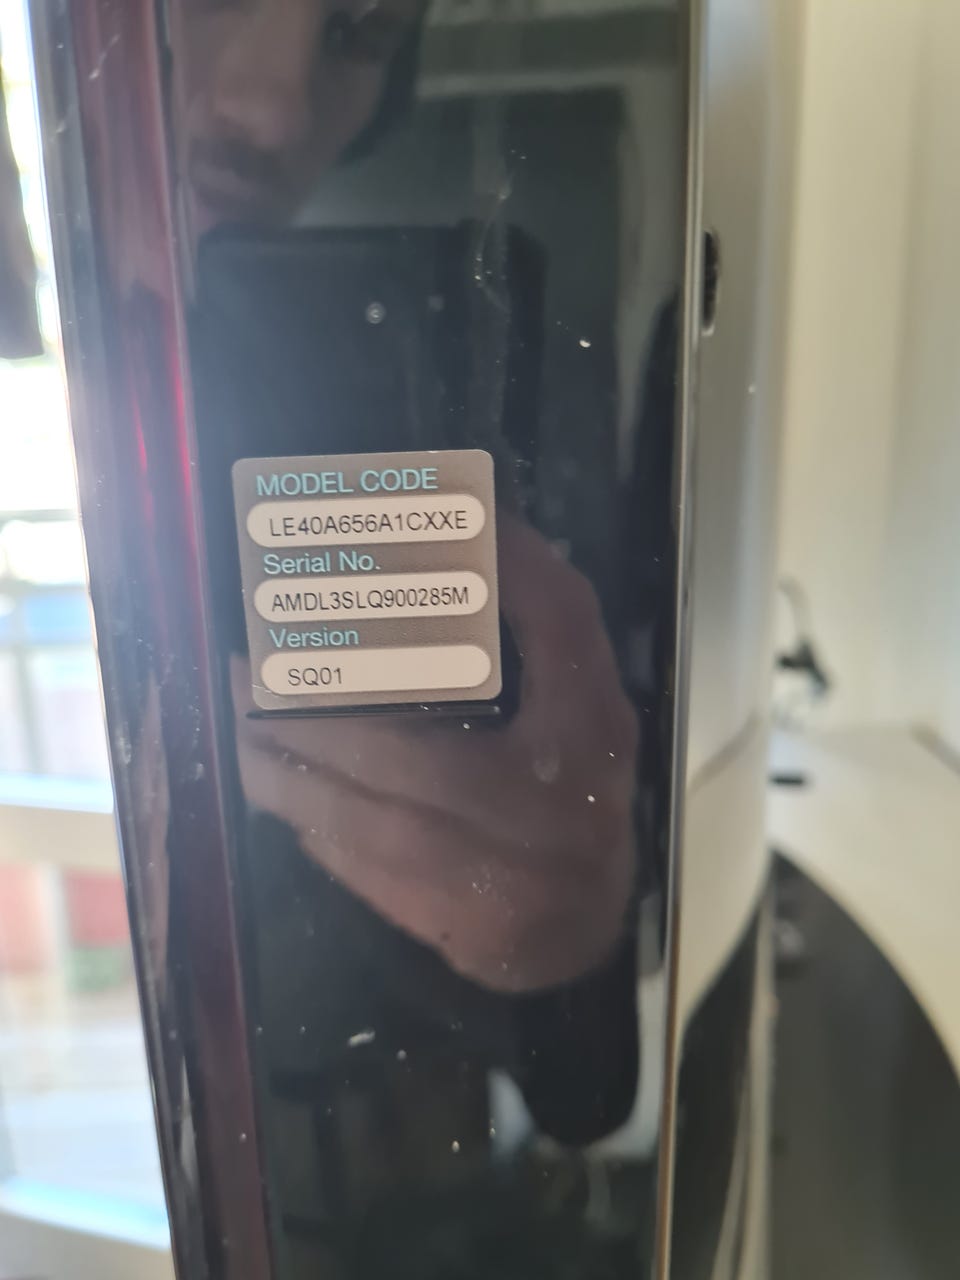 MODEL CODE
LE40A656A1CXXE
Serial No.
AMDL3SLQ900285M
Version
SQ01